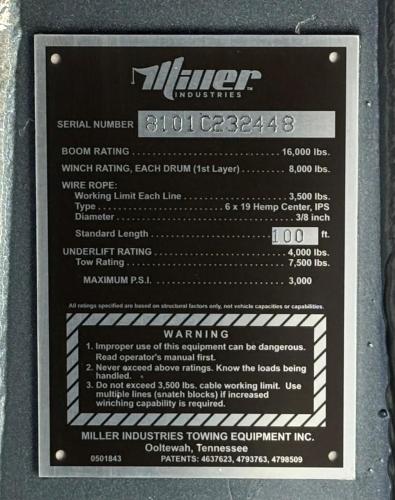 Miller™
INDUSTRIES
SERIAL NUMBER 8101C232448
BOOM RATING 16,000 lbs.
WINCH RATING, EACH DRUM (1st Layer) 8,000 lbs.
WIRE ROPE:
Working Limit Each Line 3,500 lbs.
Type 6 x 19 Hemp Center, IPS
Diameter 3/8 inch
Standard Length 100 ft.
UNDERLIFT RATING 4,000 lbs.
Tow Rating 7,500 lbs.
MAXIMUM P.S.I. 3,000
All ratings specified are based on structural factors only, not vehicle capacities or capabilities.
WARNING
1. Improper use of this equipment can be dangerous.
Read operator's manual first.
2. Never exceed above ratings. Know the loads being
handled.
3. Do not exceed 3,500 lbs. cable working limit. Use
multiple lines (snatch blocks) if increased
winching capability is required.
MILLER INDUSTRIES TOWING EQUIPMENT INC.
Ooltewah, Tennessee
0501843 PATENTS: 4637623, 4793763, 4798509